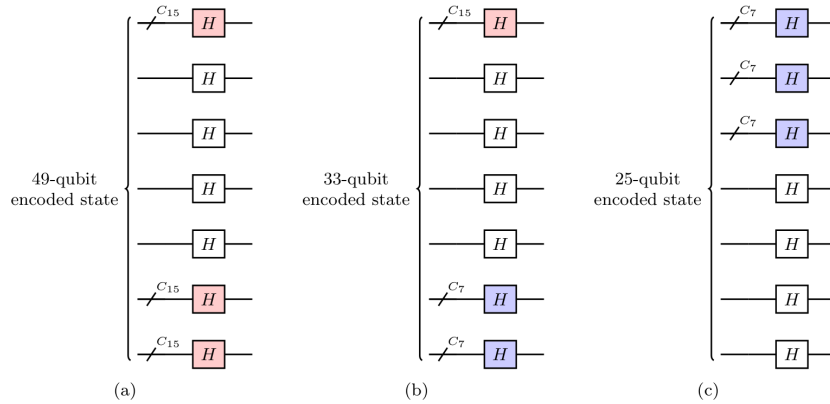 C15 H
H
H
49-qubit
encoded state
H
H
C15 H
C15 H
(a)
C15 H
H
H
33-qubit
encoded state
H
H
C7 H
C7 H
(b)
C7 H
C7 H
C7 H
25-qubit
encoded state
H
H
H
H
(c)